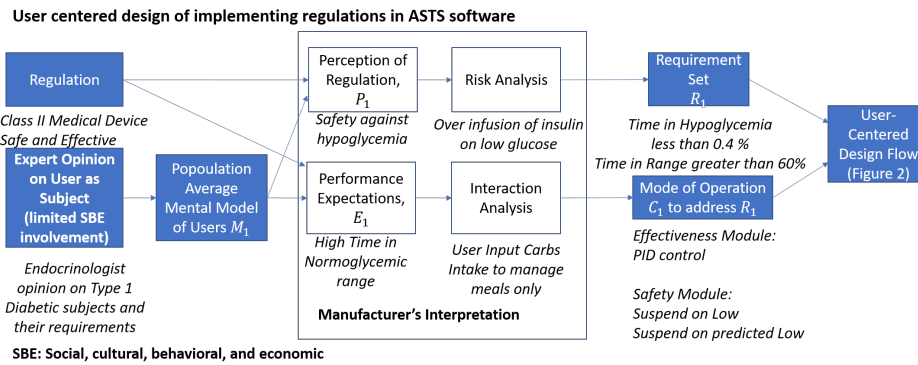 User centered design of implementing regulations in ASTS software
Regulation
Class II Medical Device
Safe and Effective
Expert Opinion
on User as
Subject
(limited SBE
involvement)
Endocrinologist
opinion on Type 1
Diabetic subjects and
their requirements
Popoulation
Average
Mental Model
of Users M₁
Perception of
Regulation,
P₁
Safety against
hypoglycemia
Risk Analysis
Over infusion of insulin
on low glucose
Performance
Expectations,
E₁
High Time in
Normoglycemic
range
Interaction
Analysis
User Input Carbs
Intake to manage
meals only
Manufacturer's Interpretation
Requirement
Set
R₁
Time in Hypoglycemia
less than 0.4 %
Time in Range greater than 60%
Mode of Operation
C₁ to address R₁
Effectiveness Module:
PID control
Safety Module:
Suspend on Low
Suspend on predicted Low
User-
Centered
Design Flow
(Figure 2)
SBE: Social, cultural, behavioral, and economic